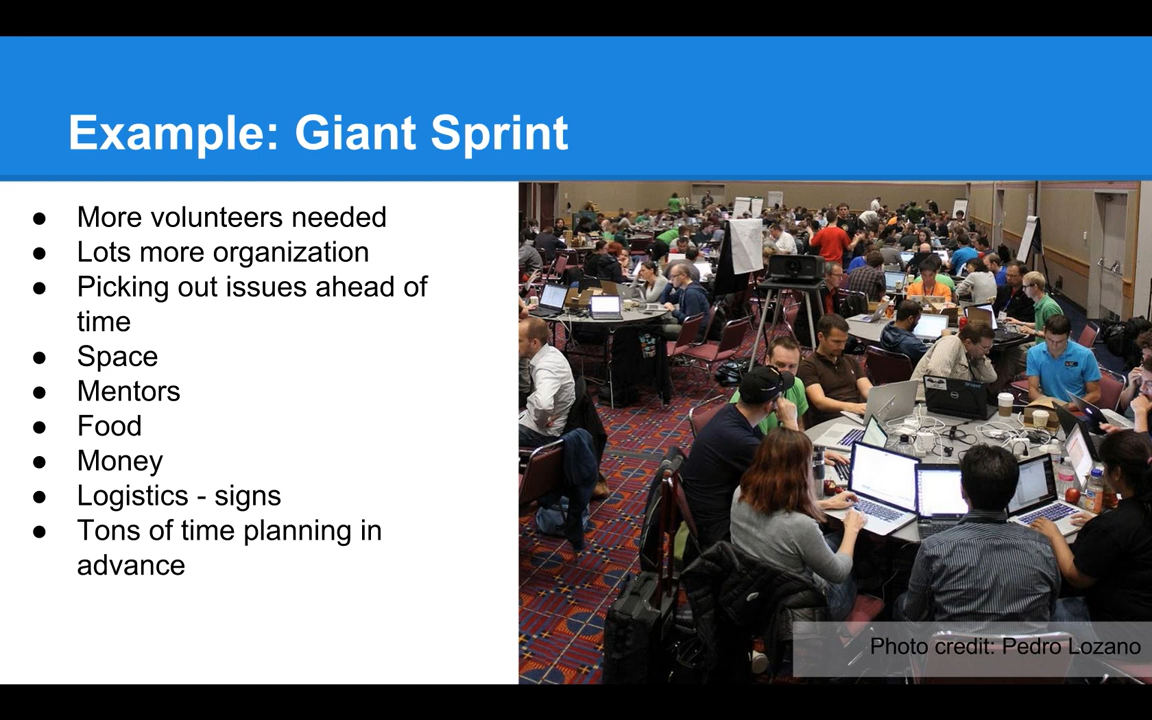 Example: Giant Sprint
● More volunteers needed
● Lots more organization
● Picking out issues ahead of
time
● Space
● Mentors
● Food
● Money
● Logistics - signs
● Tons of time planning in
advance
Photo credit: Pedro Lozano